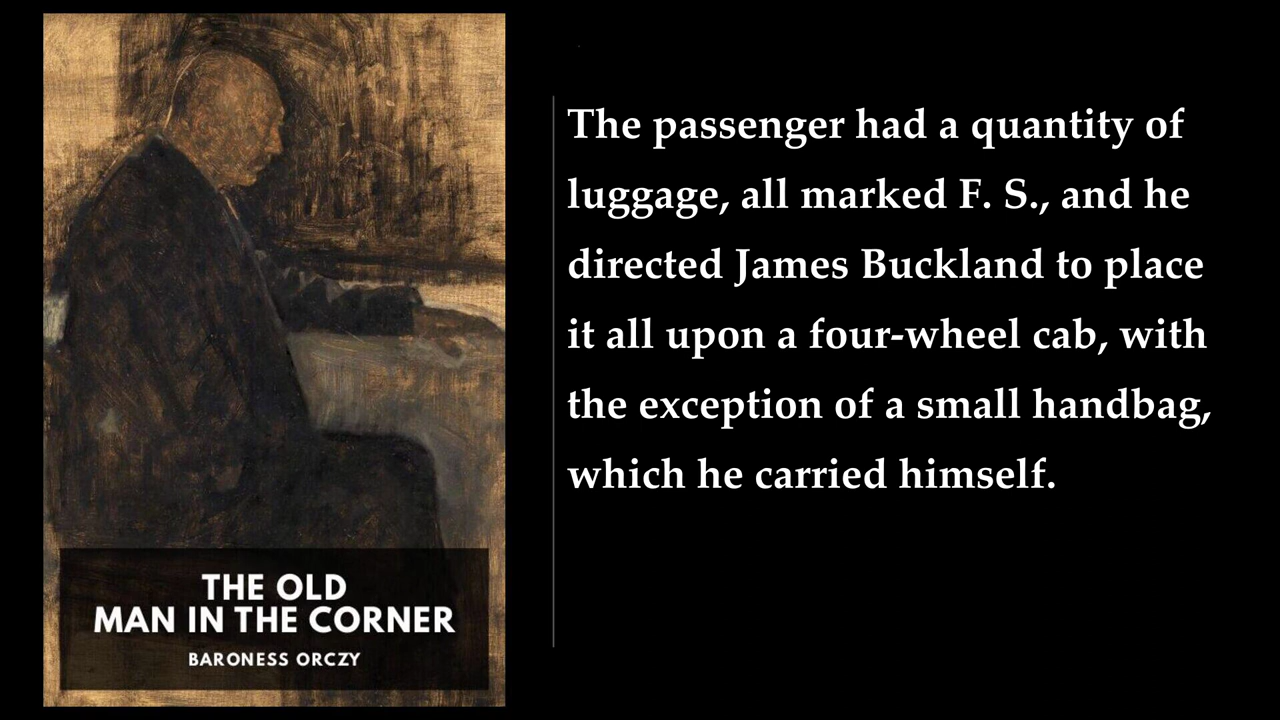 The passenger had a quantity of
luggage, all marked F. S., and he
directed James Buckland to place
it all upon a four-wheel cab, with
the exception of a small handbag,
which he carried himself.
THE OLD
MAN IN THE CORNER
BARONESS ORCZY